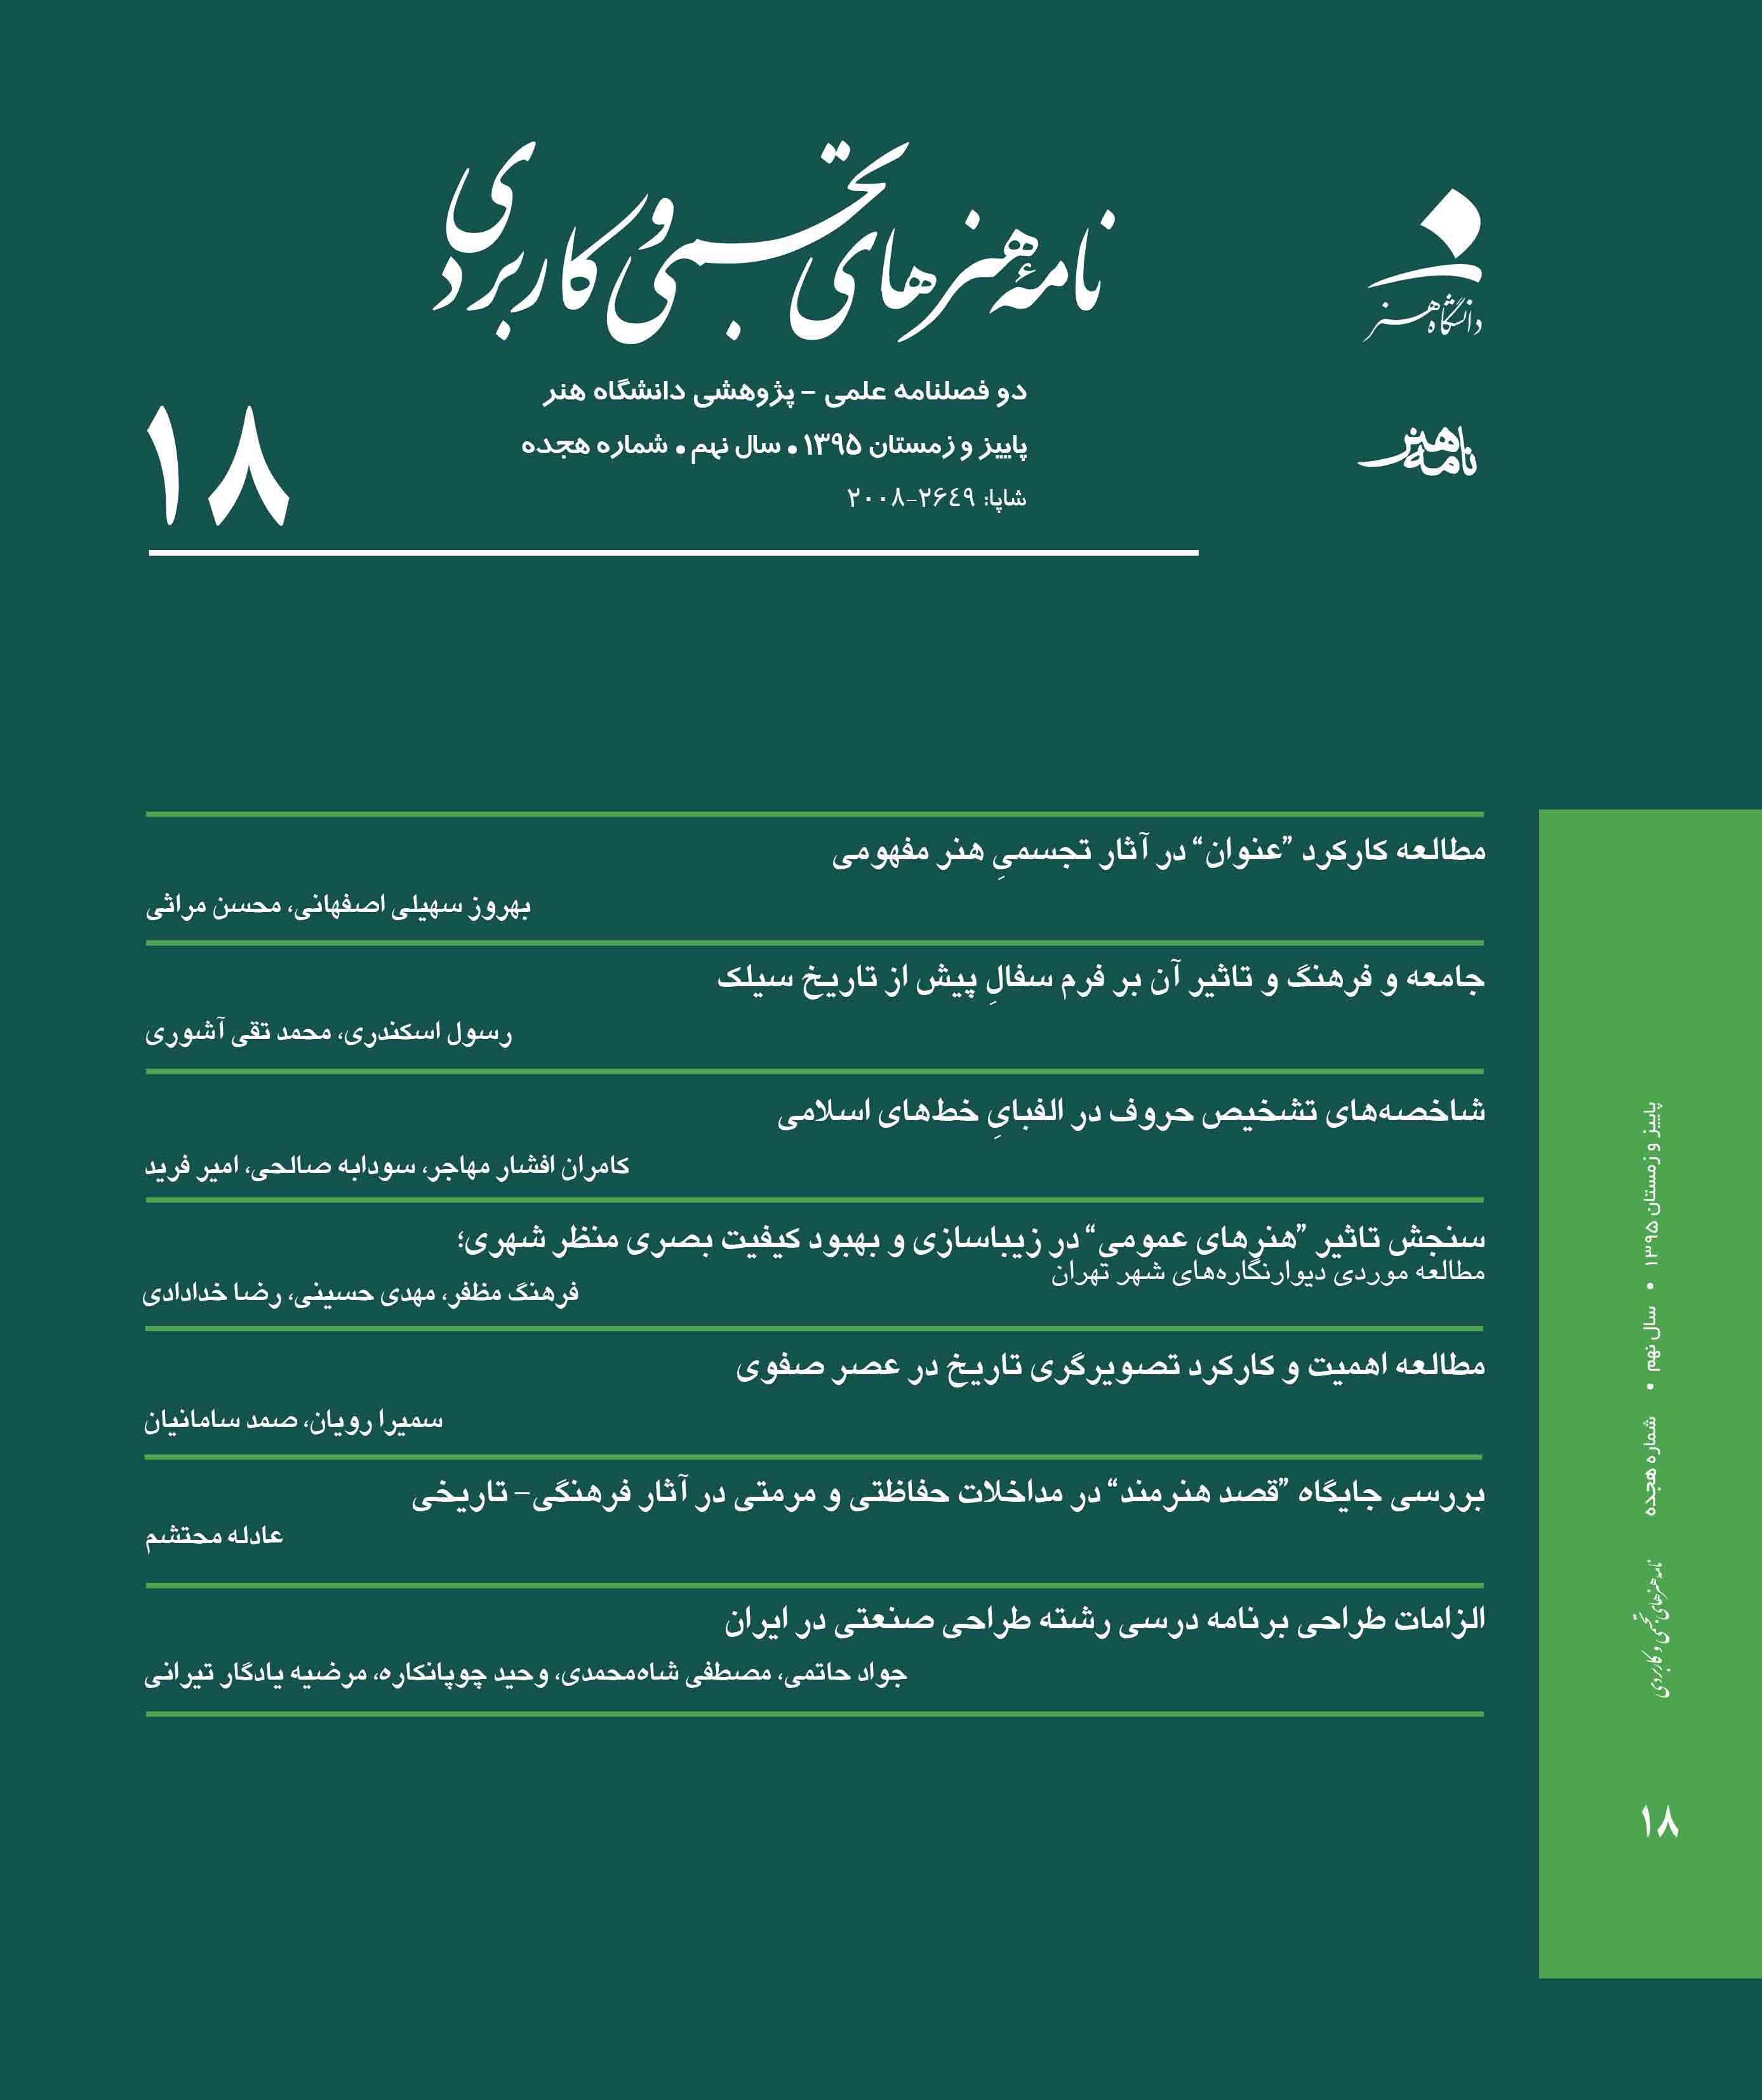 نامهٔ هنرهای تجسمی و کاربردی
دانشگاه هنر
دو فصلنامه علمی - پژوهشی دانشگاه هنر
پاییز و زمستان ۱۳۹۵ • سال نهم • شماره هجده
شاپا: ۲۶۴۹-۲۰۰۸
نامه هنر
۱۸
مطالعه کارکرد ”عنوان“ در آثار تجسمیِ هنر مفهومی
بهروز سهیلی اصفهانی، محسن مراثی
جامعه و فرهنگ و تاثیر آن بر فرم سفالِ پیش از تاریخ سیلک
رسول اسکندری، محمد تقی آشوری
شاخصه‌های تشخیص حروف در الفبایِ خط‌های اسلامی
کامران افشار مهاجر، سودابه صالحی، امیر فرید
سنجش تاثیر ”هنرهای عمومی“ در زیباسازی و بهبود کیفیت بصری منظر شهری؛
مطالعه موردی دیوارنگاره‌های شهر تهران
فرهنگ مظفر، مهدی حسینی، رضا خدادادی
مطالعه اهمیت و کارکرد تصویرگری تاریخ در عصر صفوی
سمیرا رویان، صمد سامانیان
بررسی جایگاه ”قصد هنرمند“ در مداخلات حفاظتی و مرمتی در آثار فرهنگی- تاریخی
عادله محتشم
الزامات طراحی برنامه درسی رشته طراحی صنعتی در ایران
جواد حاتمی، مصطفی شاه‌محمدی، وحید چوپانکاره، مرضیه یادگار تیرانی
پاییز و زمستان ۱۳۹۵ • سال نهم • شماره هجده
نامهٔ هنرهای تجسمی و کاربردی
۱۸